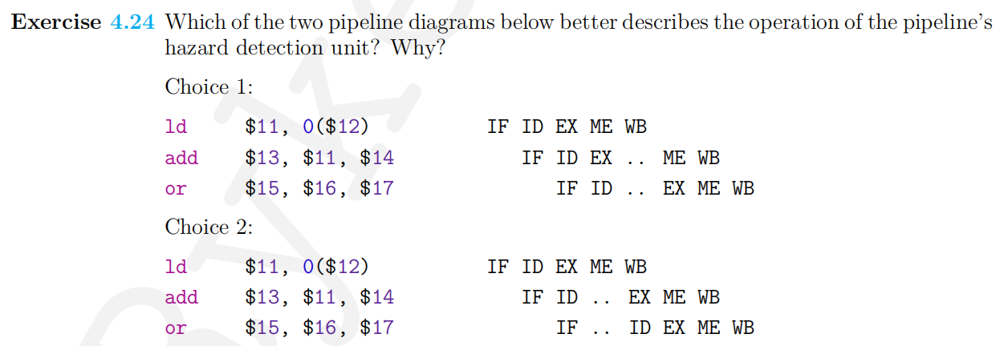 Exercise 4.24 Which of the two pipeline diagrams below better describes the operation of the pipeline's
hazard detection unit? Why?
Choice 1:
ld $11, 0($12) IF ID EX ME WB
add $13, $11, $14 IF ID EX .. ME WB
or $15, $16, $17 IF ID .. EX ME WB
Choice 2:
ld $11, 0($12) IF ID EX ME WB
add $13, $11, $14 IF ID .. EX ME WB
or $15, $16, $17 IF .. ID EX ME WB